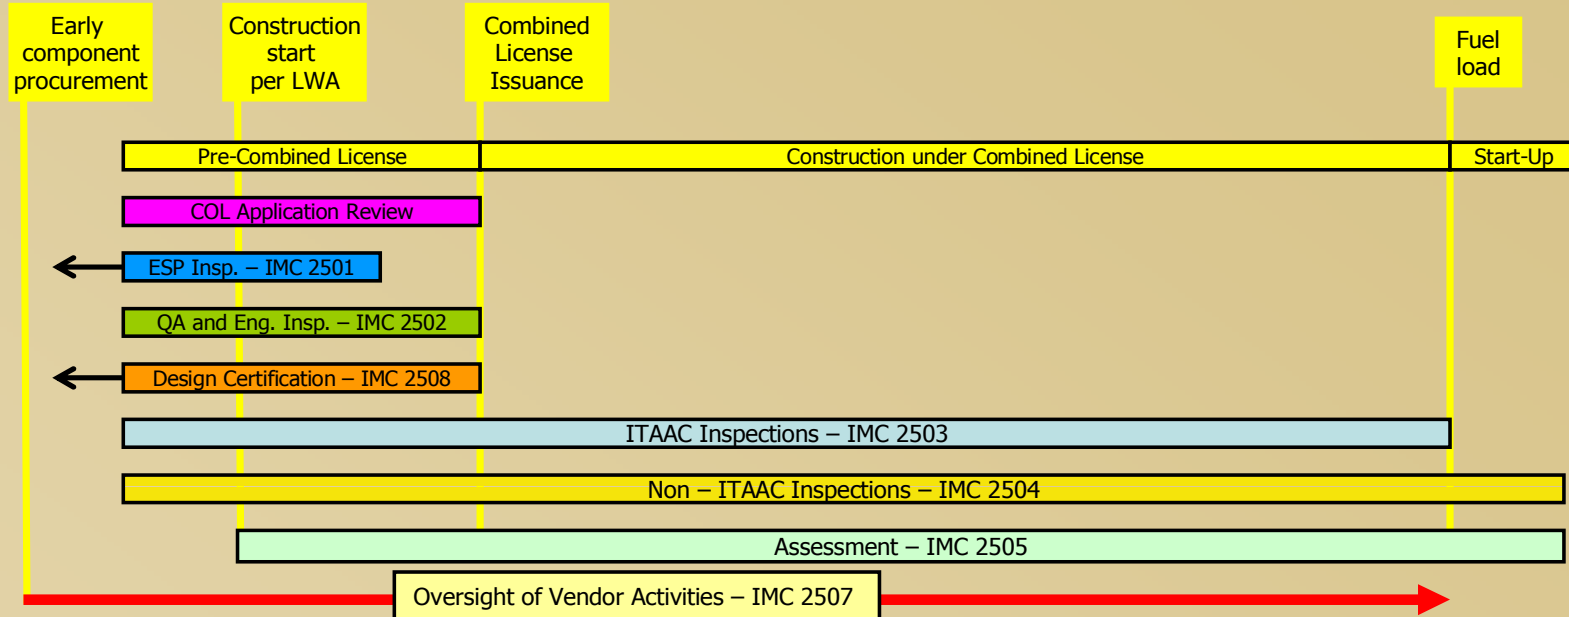 Early
component
procurement
Construction
start
per LWA
Combined
License
Issuance
Fuel
load
Pre-Combined License
Construction under Combined License
Start-Up
COL Application Review
ESP Insp. – IMC 2501
QA and Eng. Insp. – IMC 2502
Design Certification – IMC 2508
ITAAC Inspections – IMC 2503
Non – ITAAC Inspections – IMC 2504
Assessment – IMC 2505
Oversight of Vendor Activities – IMC 2507